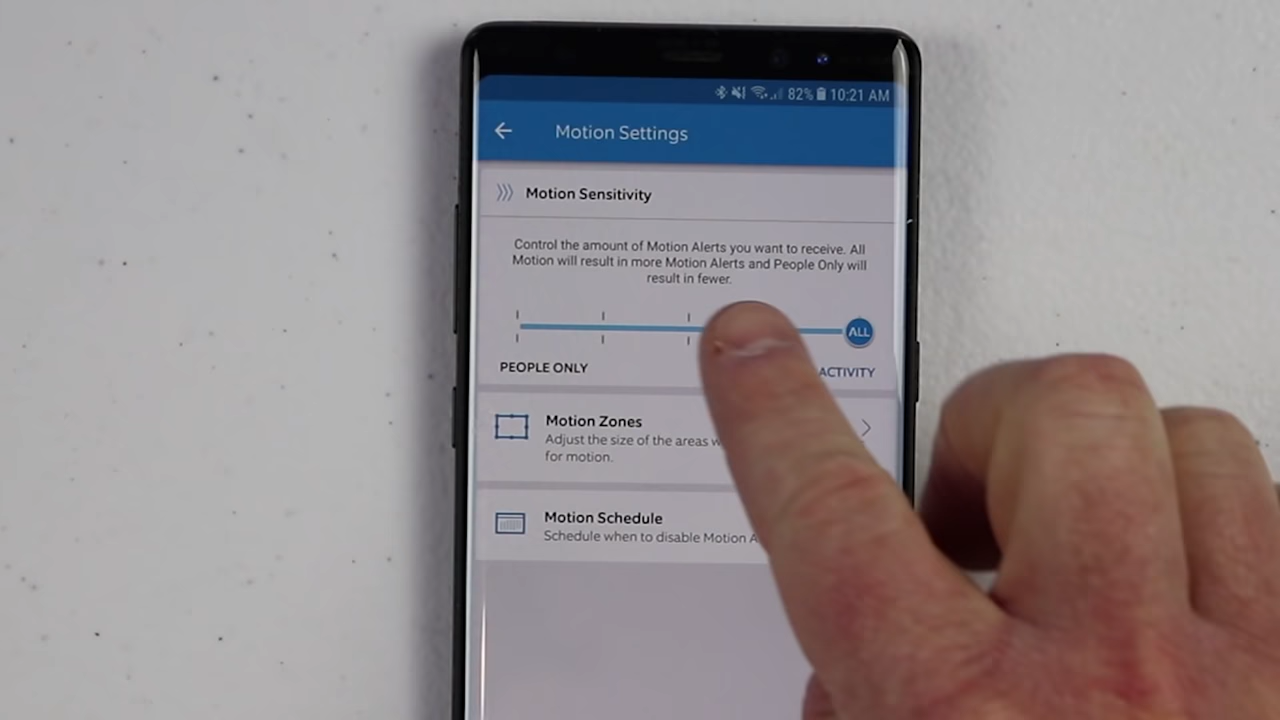 82% 10:21 AM
Motion Settings
Motion Sensitivity
Control the amount of Motion Alerts you want to receive. All
Motion will result in more Motion Alerts and People Only will
result in fewer.
ALL
PEOPLE ONLY ACTIVITY
Motion Zones
Adjust the size of the areas
for motion.
Motion Schedule
Schedule when to disable Motion